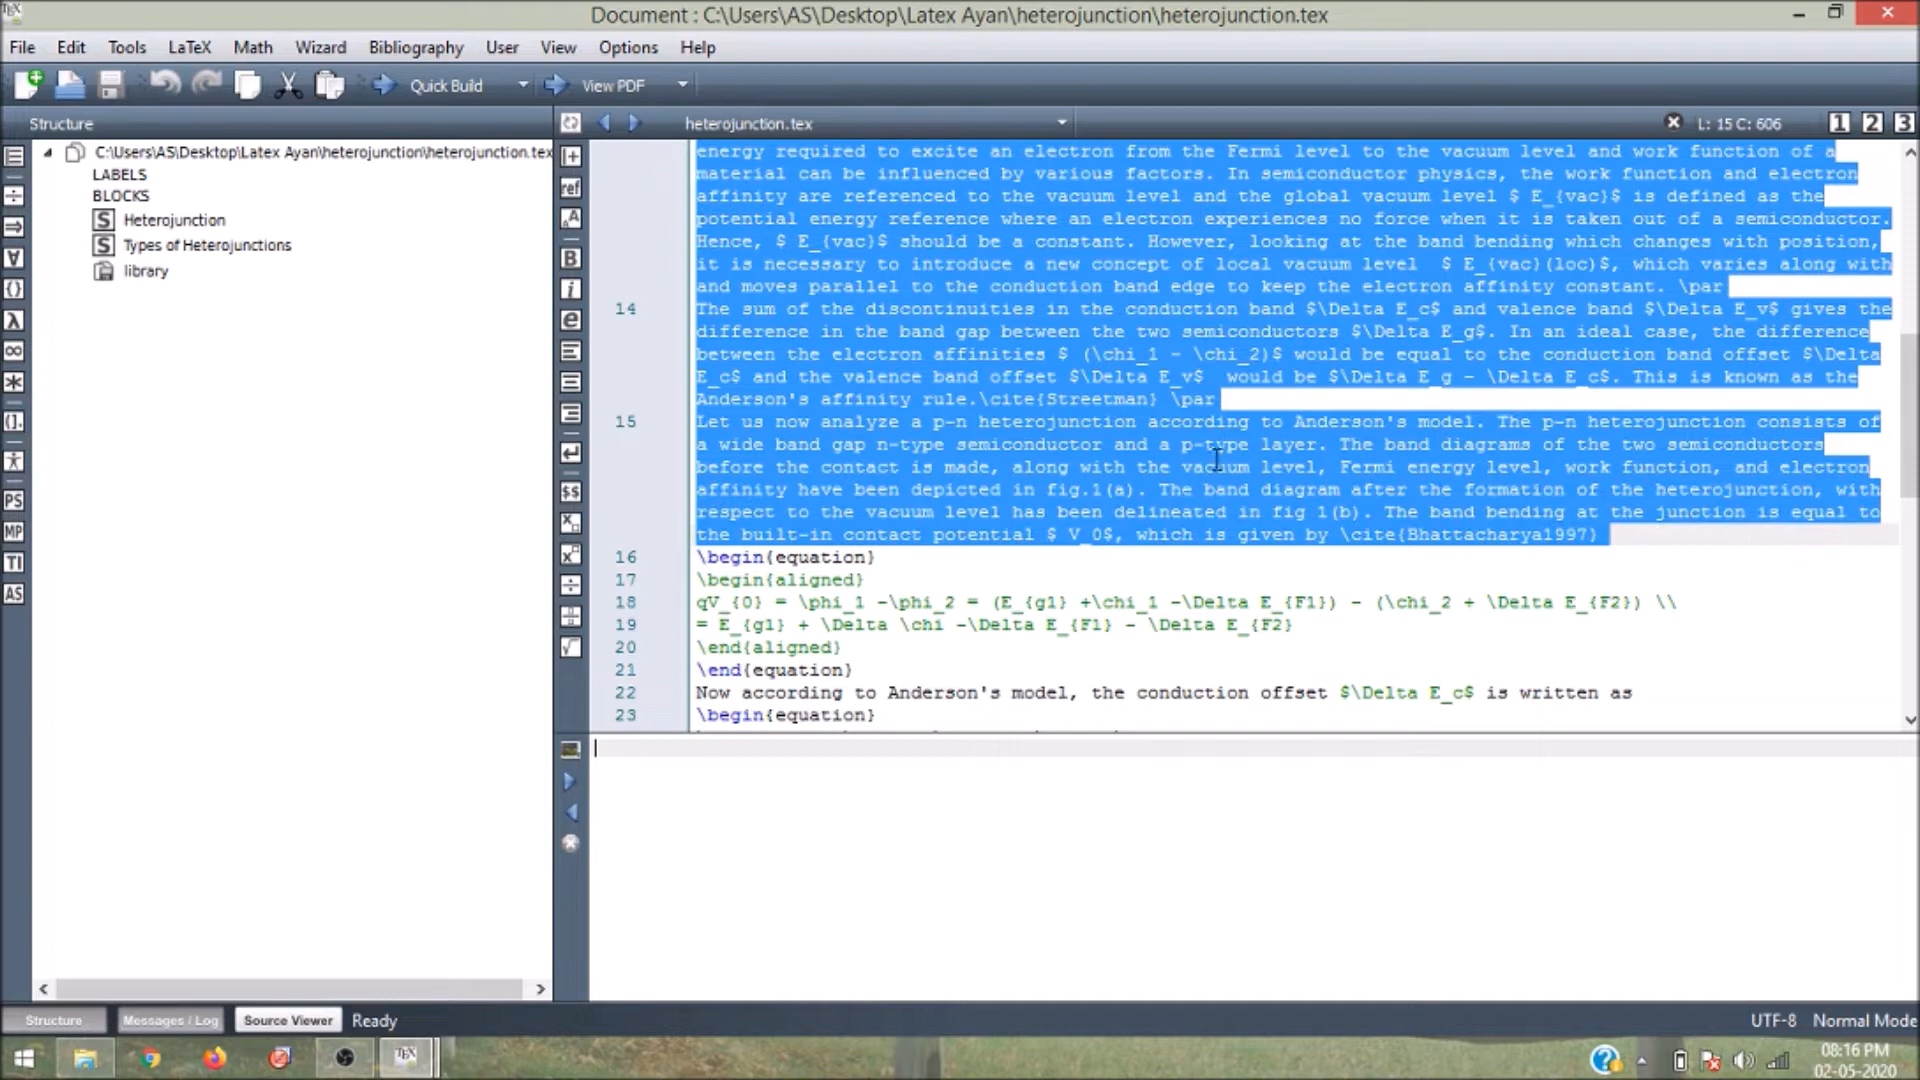 Document : C:\Users\AS\Desktop\Latex Ayan\heterojunction\heterojunction.tex
File Edit Tools LaTeX Math Wizard Bibliography User View Options Help
Quick Build View PDF
Structure heterojunction.tex L: 15 C: 606 1 2 3
C:\Users\AS\Desktop\Latex Ayan\heterojunction\heterojunction.tex
LABELS
BLOCKS
S Heterojunction
S Types of Heterojunctions
library
ref
PS
MP
TI
AS
energy required to excite an electron from the Fermi level to the vacuum level and work function of a
material can be influenced by various factors. In semiconductor physics, the work function and electron
affinity are referenced to the vacuum level and the global vacuum level $ E_{vac}$ is defined as the
potential energy reference where an electron experiences no force when it is taken out of a semiconductor.
Hence, $ E_{vac}$ should be a constant. However, looking at the band bending which changes with position,
it is necessary to introduce a new concept of local vacuum level  $ E_{vac}(loc)$, which varies along with
and moves parallel to the conduction band edge to keep the electron affinity constant. \par
14 The sum of the discontinuities in the conduction band $\Delta E_c$ and valence band $\Delta E_v$ gives the
difference in the band gap between the two semiconductors $\Delta E_g$. In an ideal case, the difference
between the electron affinities $ (\chi_1 - \chi_2)$ would be equal to the conduction band offset $\Delta
E_c$ and the valence band offset $\Delta E_v$  would be $\Delta E_g - \Delta E_c$. This is known as the
Anderson's affinity rule.\cite{Streetman} \par
15 Let us now analyze a p-n heterojunction according to Anderson's model. The p-n heterojunction consists of
a wide band gap n-type semiconductor and a p-type layer. The band diagrams of the two semiconductors
before the contact is made, along with the vacuum level, Fermi energy level, work function, and electron
affinity have been depicted in fig.1(a). The band diagram after the formation of the heterojunction, with
respect to the vacuum level has been delineated in fig 1(b). The band bending at the junction is equal to
the built-in contact potential $ V_0$, which is given by \cite{Bhattacharya1997}
16 \begin{equation}
17 \begin{aligned}
18 qV_{0} = \phi_1 -\phi_2 = (E_{g1} +\chi_1 -\Delta E_{F1}) - (\chi_2 + \Delta E_{F2}) \\
19 = E_{g1} + \Delta \chi -\Delta E_{F1} - \Delta E_{F2}
20 \end{aligned}
21 \end{equation}
22 Now according to Anderson's model, the conduction offset $\Delta E_c$ is written as
23 \begin{equation}
Structure Messages / Log Source Viewer Ready UTF-8 Normal Mode
08:16 PM
02-05-2020